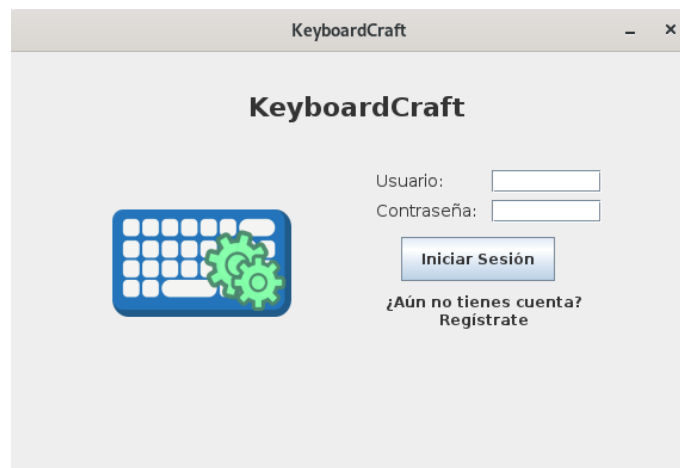 KeyboardCraft
KeyboardCraft
Usuario:
Contraseña:
Iniciar Sesión
¿Aún no tienes cuenta?
Regístrate